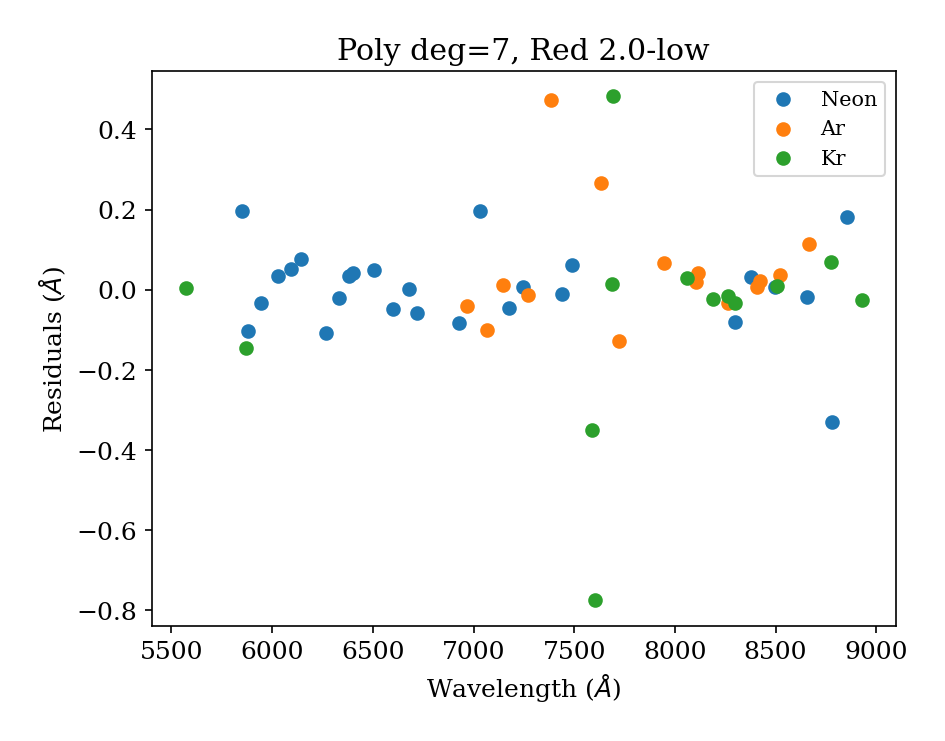 Poly deg=7, Red 2.0-low
Neon
Ar
Kr
0.4
0.2
0.0
−0.2
−0.4
−0.6
−0.8
Residuals (Å)
5500 6000 6500 7000 7500 8000 8500 9000
Wavelength (Å)